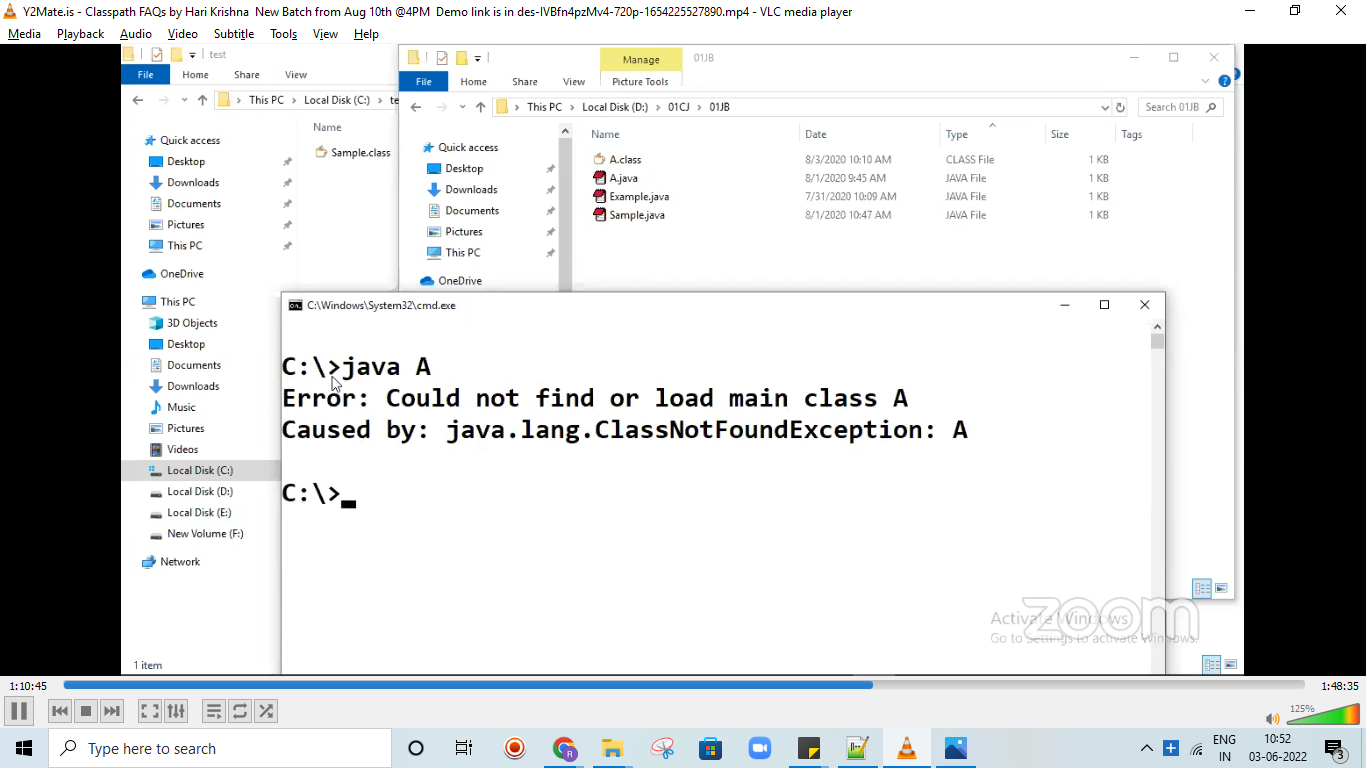 Y2Mate.is - Classpath FAQs by Hari Krishna  New Batch from Aug 10th @4PM  Demo link is in des-IVBfn4pzMv4-720p-1654225527890.mp4 - VLC media player
Media Playback Audio Video Subtitle Tools View Help
test
File Home Share View
This PC > Local Disk (C:) > te
Name
Sample.class
Quick access
Desktop
Downloads
Documents
Pictures
This PC
OneDrive
This PC
3D Objects
Desktop
Documents
Downloads
Music
Pictures
Videos
Local Disk (C:)
Local Disk (D:)
Local Disk (E:)
New Volume (F:)
Network
1 item
Manage 01JB
File Home Share View Picture Tools
This PC > Local Disk (D:) > 01CJ > 01JB Search 01JB
Quick access
Desktop
Downloads
Documents
Pictures
This PC
OneDrive
Name Date Type Size Tags
A.class 8/3/2020 10:10 AM CLASS File 1 KB
A.java 8/1/2020 9:45 AM JAVA File 1 KB
Example.java 7/31/2020 10:09 AM JAVA File 1 KB
Sample.java 8/1/2020 10:47 AM JAVA File 1 KB
C:\Windows\System32\cmd.exe
C:\>java A
Error: Could not find or load main class A
Caused by: java.lang.ClassNotFoundException: A
C:\>
zoom
Activate Windows
Go to Settings to activate Windows.
1:10:45 1:48:35
125%
Type here to search
ENG
IN
10:52
03-06-2022
3